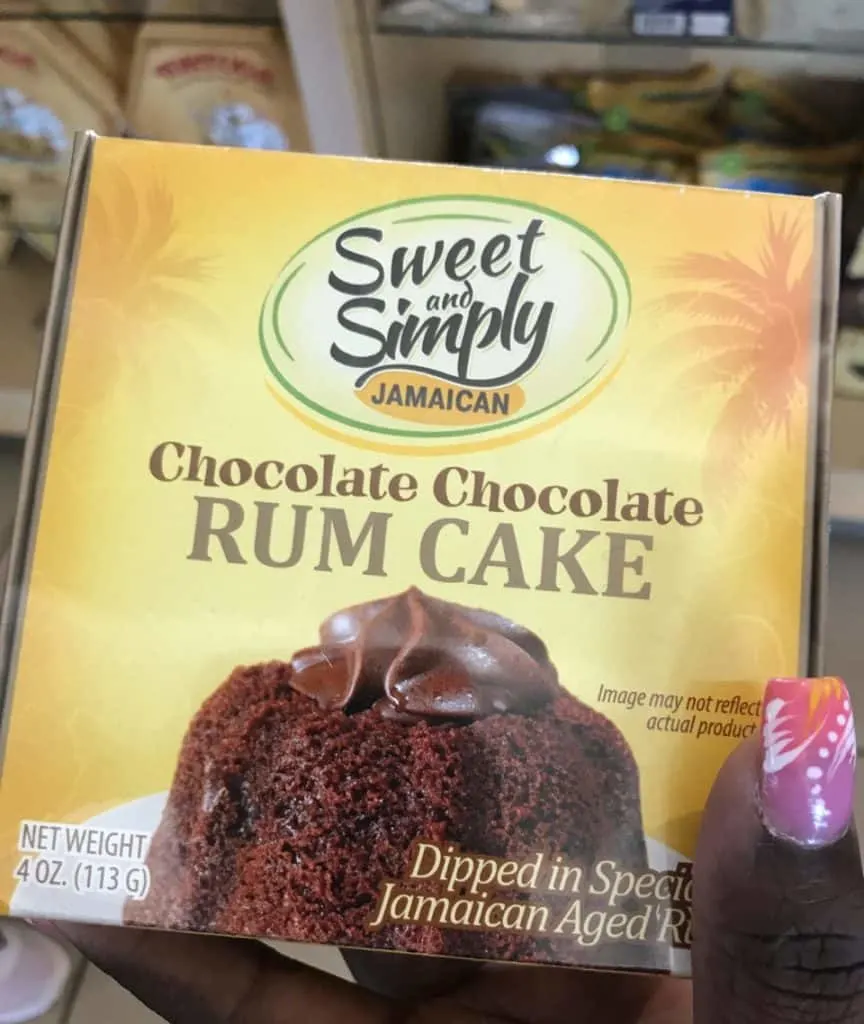 Sweet
and
Simply
JAMAICAN
Chocolate Chocolate
RUM CAKE
Image may not reflect
actual product
NET WEIGHT
4 OZ. (113 G)
Dipped in
Jamaican Aged